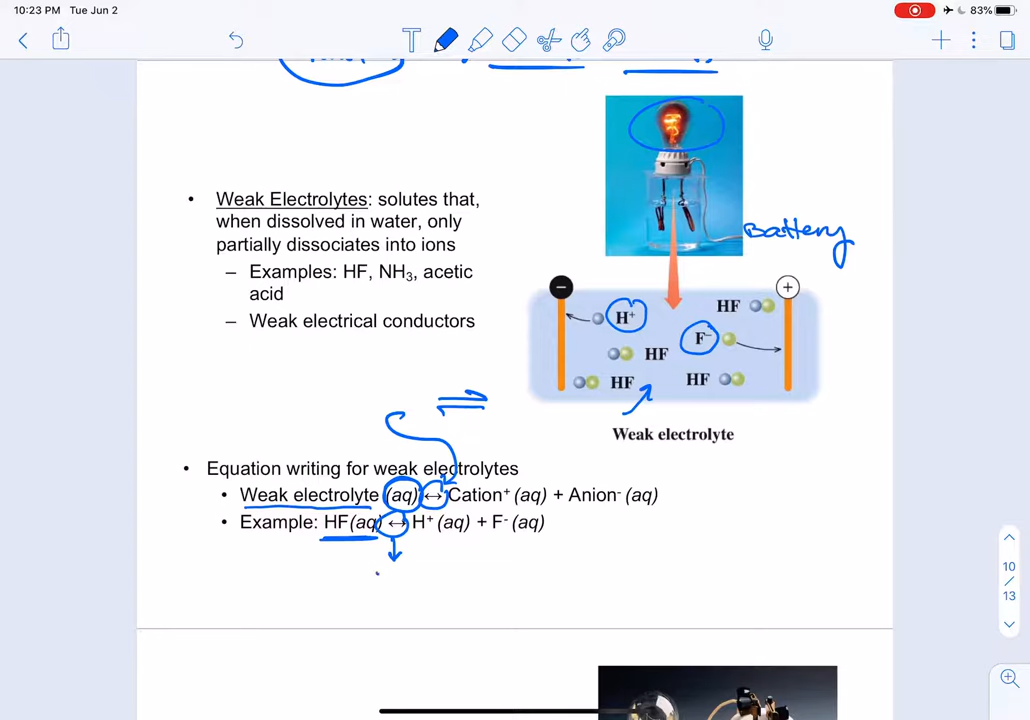 10:23 PM Tue Jun 2
83%
• Weak Electrolytes: solutes that,
when dissolved in water, only
partially dissociates into ions
– Examples: HF, NH₃, acetic
acid
– Weak electrical conductors
Battery
−
+
H⁺
HF
F⁻
HF
HF
HF
Weak electrolyte
• Equation writing for weak electrolytes
• Weak electrolyte (aq) ↔ Cation⁺ (aq) + Anion⁻ (aq)
• Example: HF(aq) ↔ H⁺ (aq) + F⁻ (aq)
10
/
13